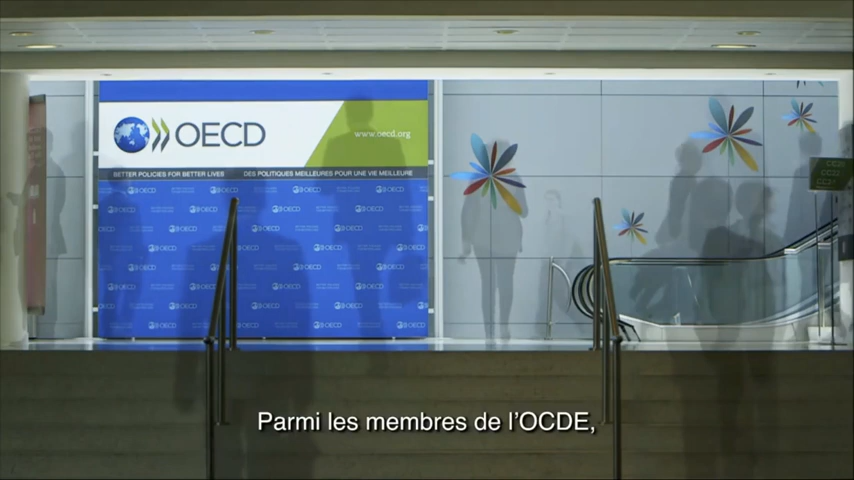 OECD
www.oecd.org
BETTER POLICIES FOR BETTER LIVES DES POLITIQUES MEILLEURES POUR UNE VIE MEILLEURE
Parmi les membres de l'OCDE,